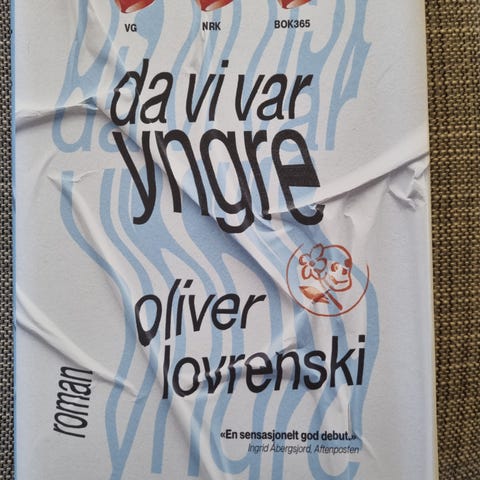 VG NRK BOK365
da vi var
yngre
oliver
lovrenski
roman
«En sensasjonelt god debut.»
Ingrid Åbergsjord, Aftenposten